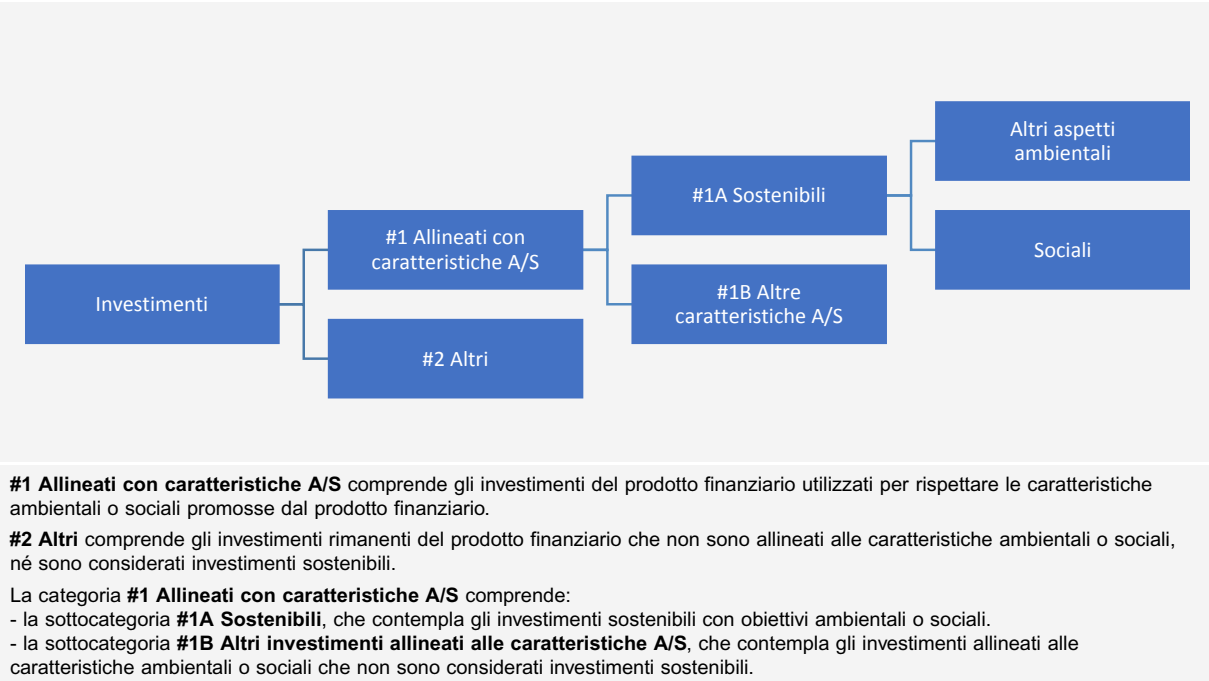 Altri aspetti
ambientali
#1A Sostenibili
#1 Allineati con
caratteristiche A/S
Sociali
Investimenti
#1B Altre
caratteristiche A/S
#2 Altri
#1 Allineati con caratteristiche A/S comprende gli investimenti del prodotto finanziario utilizzati per rispettare le caratteristiche
ambientali o sociali promosse dal prodotto finanziario.
#2 Altri comprende gli investimenti rimanenti del prodotto finanziario che non sono allineati alle caratteristiche ambientali o sociali,
né sono considerati investimenti sostenibili.
La categoria #1 Allineati con caratteristiche A/S comprende:
- la sottocategoria #1A Sostenibili, che contempla gli investimenti sostenibili con obiettivi ambientali o sociali.
- la sottocategoria #1B Altri investimenti allineati alle caratteristiche A/S, che contempla gli investimenti allineati alle
caratteristiche ambientali o sociali che non sono considerati investimenti sostenibili.